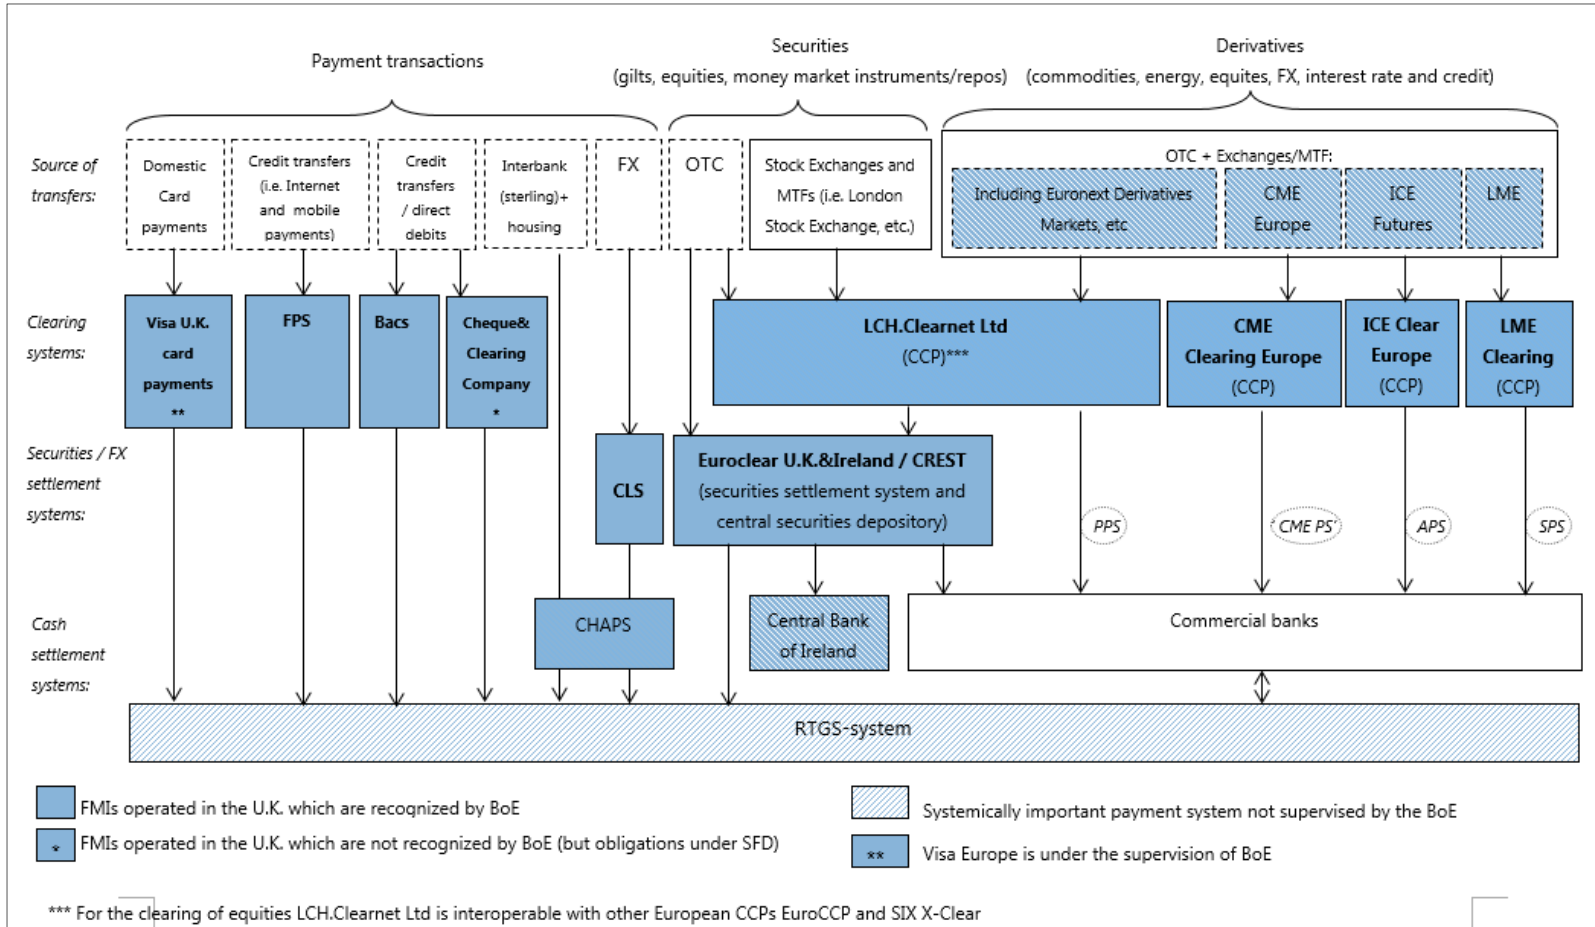 Payment transactions
Securities
(gilts, equities, money market instruments/repos)
Derivatives
(commodities, energy, equites, FX, interest rate and credit)
Source of
transfers:
Domestic
Card
payments
Credit transfers
(i.e. Internet
and mobile
payments)
Credit
transfers
/ direct
debits
Interbank
(sterling)+
housing
FX
OTC
Stock Exchanges and
MTFs (i.e. London
Stock Exchange, etc.)
OTC + Exchanges/MTF:
Including Euronext Derivatives
Markets, etc
CME
Europe
ICE
Futures
LME
Clearing
systems:
Visa U.K.
card
payments
**
FPS
Bacs
Cheque&
Clearing
Company
*
LCH.Clearnet Ltd
(CCP)***
CME
Clearing Europe
(CCP)
ICE Clear
Europe
(CCP)
LME
Clearing
(CCP)
Securities / FX
settlement
systems:
CLS
Euroclear U.K.&Ireland / CREST
(securities settlement system and
central securities depository)
PPS
'CME PS'
APS
SPS
Cash
settlement
systems:
CHAPS
Central Bank
of Ireland
Commercial banks
RTGS-system
FMIs operated in the U.K. which are recognized by BoE
* FMIs operated in the U.K. which are not recognized by BoE (but obligations under SFD)
Systemically important payment system not supervised by the BoE
** Visa Europe is under the supervision of BoE
*** For the clearing of equities LCH.Clearnet Ltd is interoperable with other European CCPs EuroCCP and SIX X-Clear